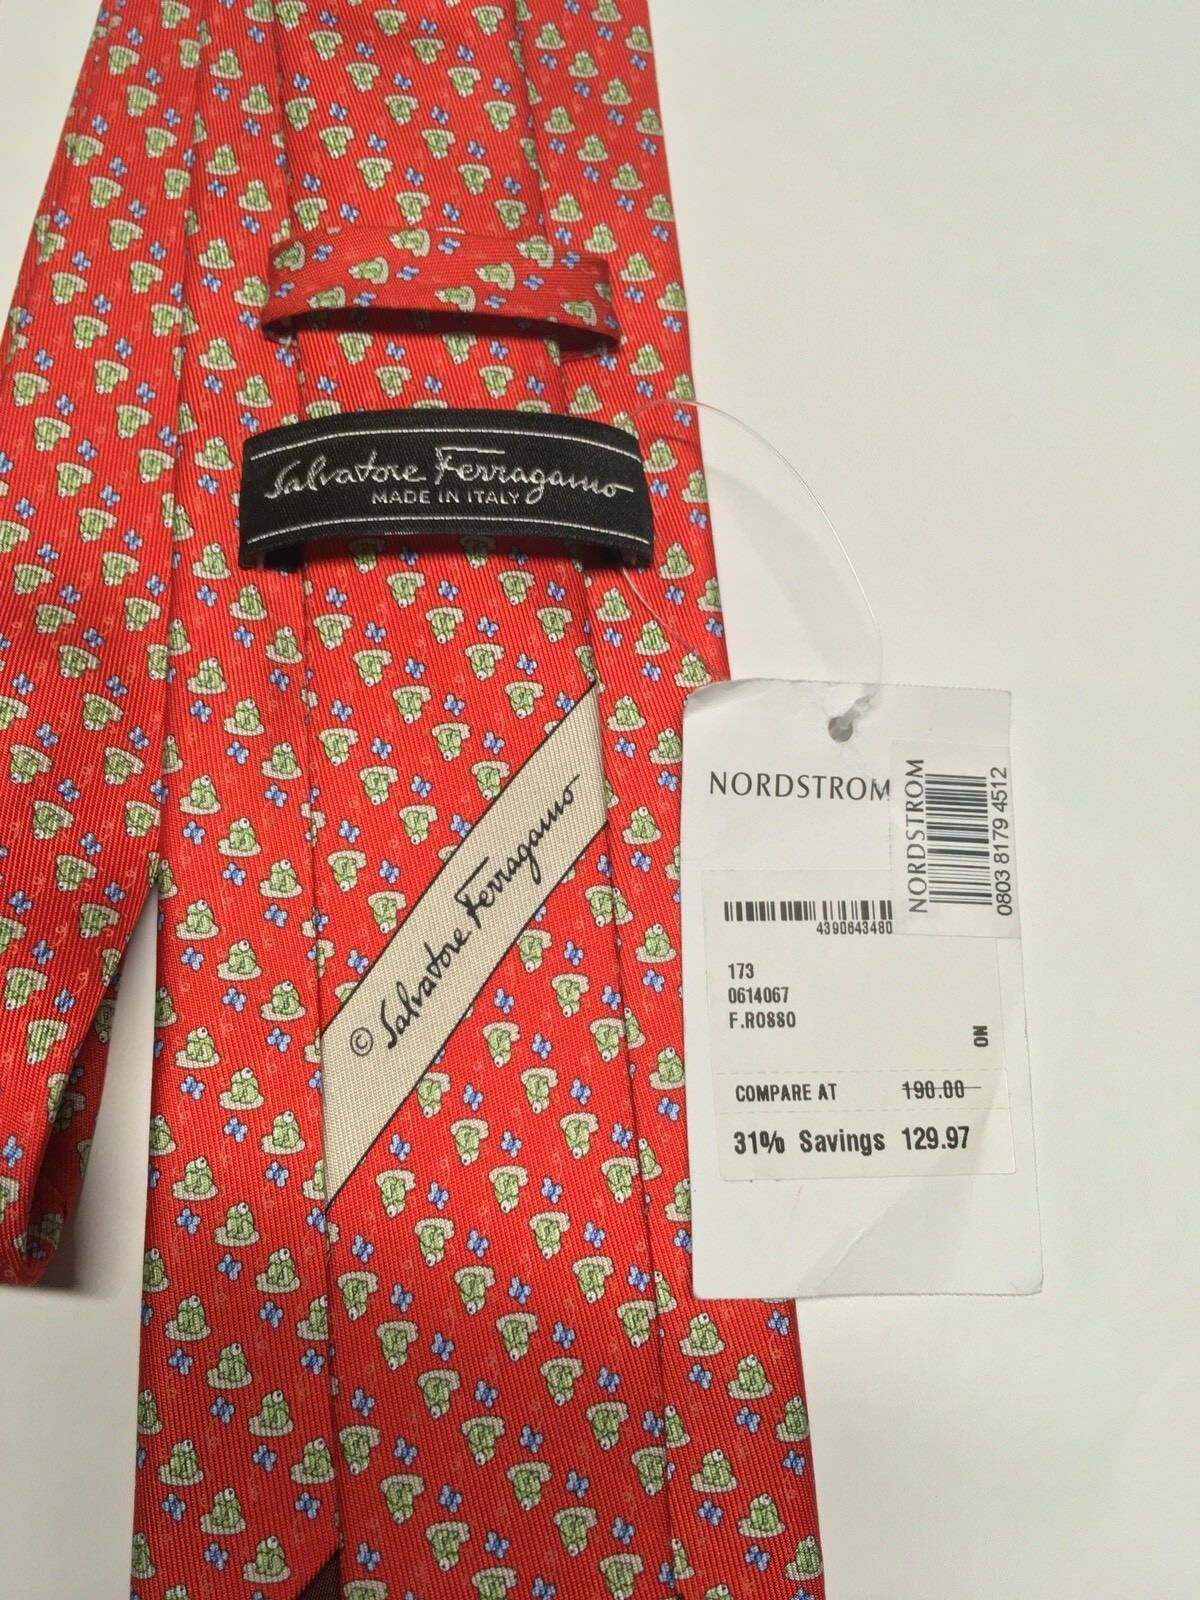 Salvatore Ferragamo
MADE IN ITALY
© Salvatore Ferragamo
NORDSTROM
NORDSTROM
0803 8179 4512
4390643480
173
0614067
F.ROSSO
NO
COMPARE AT 190.00
31% Savings 129.97